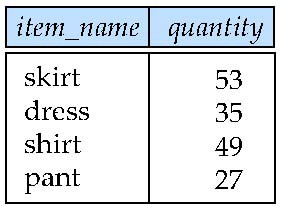 item_name quantity
skirt 53
dress 35
shirt 49
pant 27